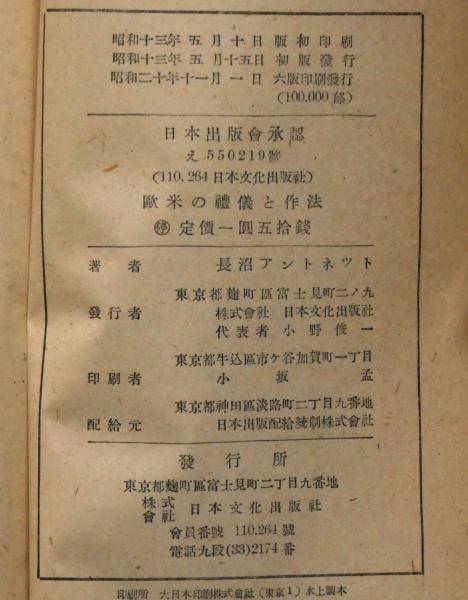 昭和十三年五月十日 版初印刷
昭和十三年五月十五日 初版發行
昭和二十年十一月一日 六版印刷發行
(100.000部)
日本出版會承認
え 550219號
(110.264日本文化出版社)
歐米の禮儀と作法
停 定價一圓五拾錢
著者 長沼アントネツト
東京都麴町區富士見町二ノ九
發行者 株式會社 日本文化出版社
代表者 小野俊一
東京都牛込區市ケ谷加賀町一丁目
印刷者 小坂孟
東京都神田區淡路町二丁目九番地
配給元 日本出版配給統制株式會社
發行所
東京都麴町區富士見町二丁目九番地
株式會社 日本文化出版社
會員番號 110.264號
電話九段(33)2174番
印刷所 大日本印刷株式會社(東京1)水上製本